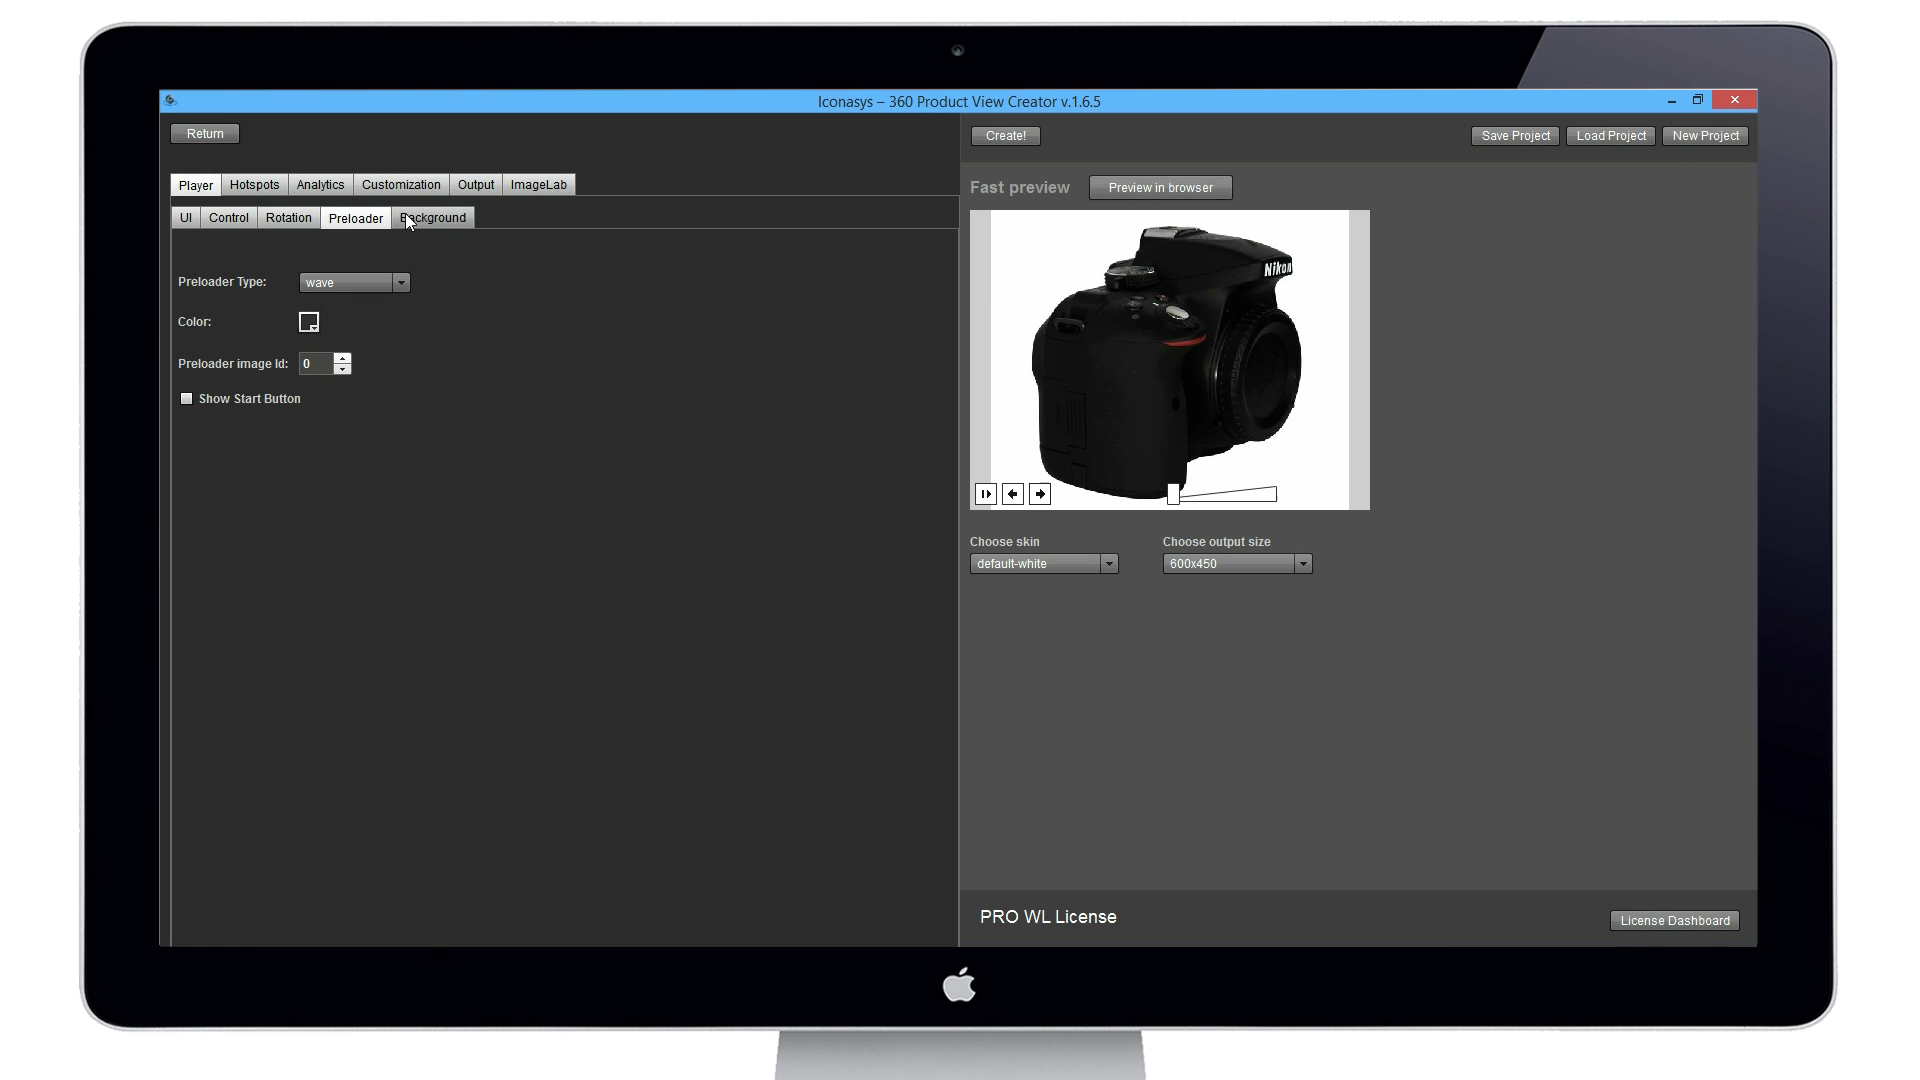 Iconasys – 360 Product View Creator v.1.6.5
Return
Create!
Save Project
Load Project
New Project
Player
Hotspots
Analytics
Customization
Output
ImageLab
Fast preview
Preview in browser
UI
Control
Rotation
Preloader
Background
Nikon
Preloader Type:
wave
Color:
Preloader image Id:
0
Show Start Button
Choose skin
Choose output size
default-white
600x450
PRO WL License
License Dashboard